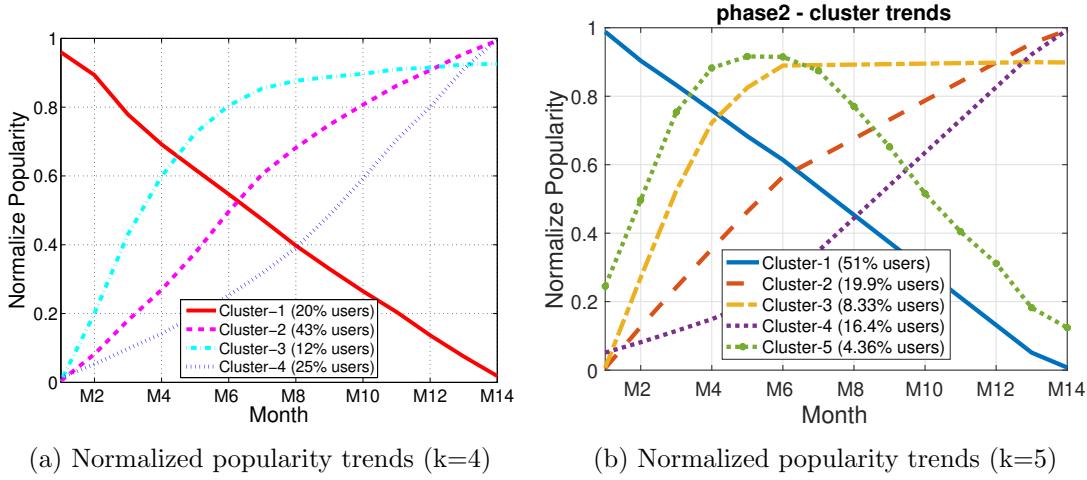 1
0.8
0.6
0.4
0.2
0
Normalized Popularity
M2 M4 M6 M8 M10 M12 M14
Month
Cluster−1 (20% users)
Cluster−2 (43% users)
Cluster−3 (12% users)
Cluster−4 (25% users)
(a) Normalized popularity trends (k=4)
phase2 - cluster trends
1
0.8
0.6
0.4
0.2
0
Normalize Popularity
M2 M4 M6 M8 M10 M12 M14
Month
Cluster-1 (51% users)
Cluster-2 (19.9% users)
Cluster-3 (8.33% users)
Cluster-4 (16.4% users)
Cluster-5 (4.36% users)
(b) Normalized popularity trends (k=5)